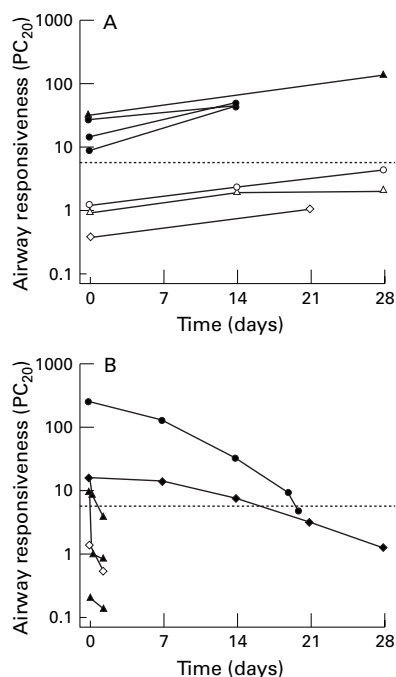 A
Airway responsiveness (PC20)
1000
100
10
1
0.1
0 7 14 21 28
Time (days)
B
Airway responsiveness (PC20)
1000
100
10
1
0.1
0 7 14 21 28
Time (days)